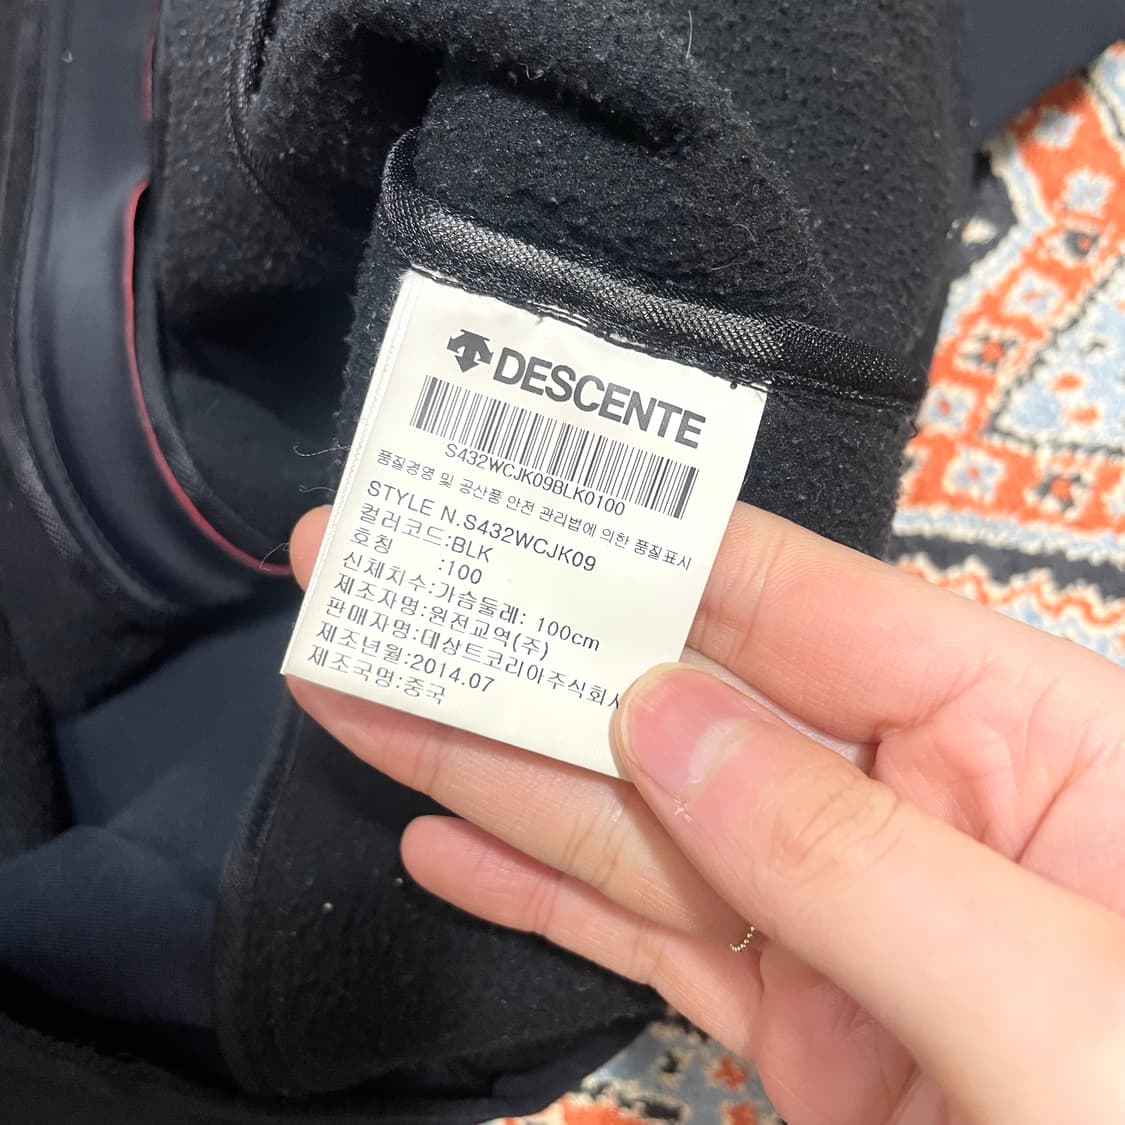 DESCENTE
S432WCJK09BLK0100
품질경영 및 공산품 안전 관리법에 의한 품질표시
STYLE N.S432WCJK09
컬러코드:BLK
호칭 :100
신체치수:가슴둘레: 100cm
제조자명:원전교역(주)
판매자명:데상트코리아주식회
제조년월:2014.07
제조국명:중국